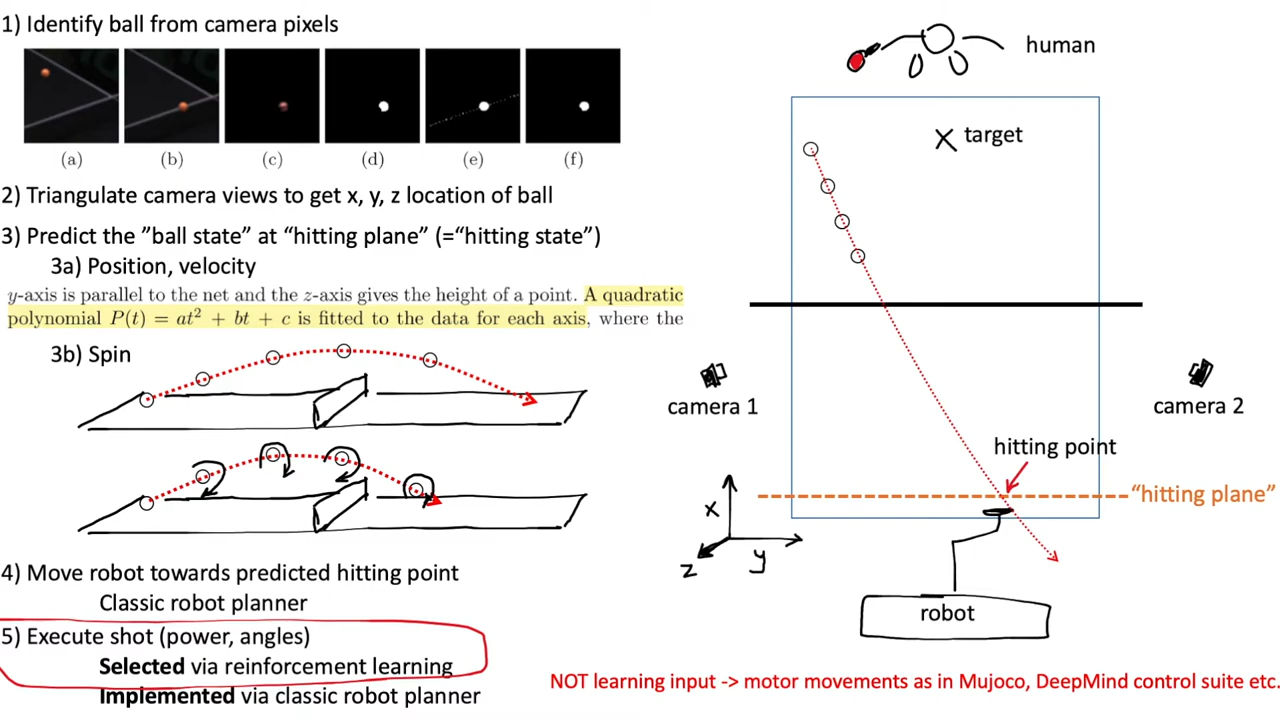 1) Identify ball from camera pixels
(a) (b) (c) (d) (e) (f)
2) Triangulate camera views to get x, y, z location of ball
3) Predict the ”ball state” at “hitting plane” (=“hitting state”)
3a) Position, velocity
y-axis is parallel to the net and the z-axis gives the height of a point. A quadratic
polynomial P(t) = at² + bt + c is fitted to the data for each axis, where the
3b) Spin
4) Move robot towards predicted hitting point
Classic robot planner
5) Execute shot (power, angles)
Selected via reinforcement learning
Implemented via classic robot planner
human
X target
camera 1
camera 2
hitting point
“hitting plane”
x
y
z
robot
NOT learning input -> motor movements as in Mujoco, DeepMind control suite etc.